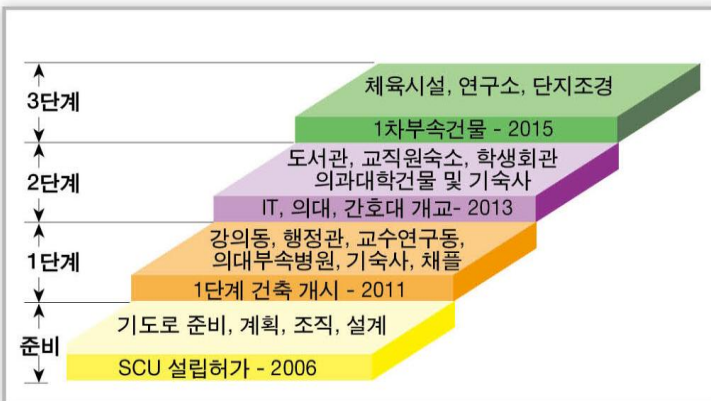 3단계
체육시설, 연구소, 단지조경
1차부속건물 - 2015
2단계
도서관, 교직원숙소, 학생회관
의과대학건물 및 기숙사
IT, 의대, 간호대 개교- 2013
1단계
강의동, 행정관, 교수연구동,
의대부속병원, 기숙사, 채플
1단계 건축 개시 - 2011
준비
기도로 준비, 계획, 조직, 설계
SCU 설립허가 - 2006